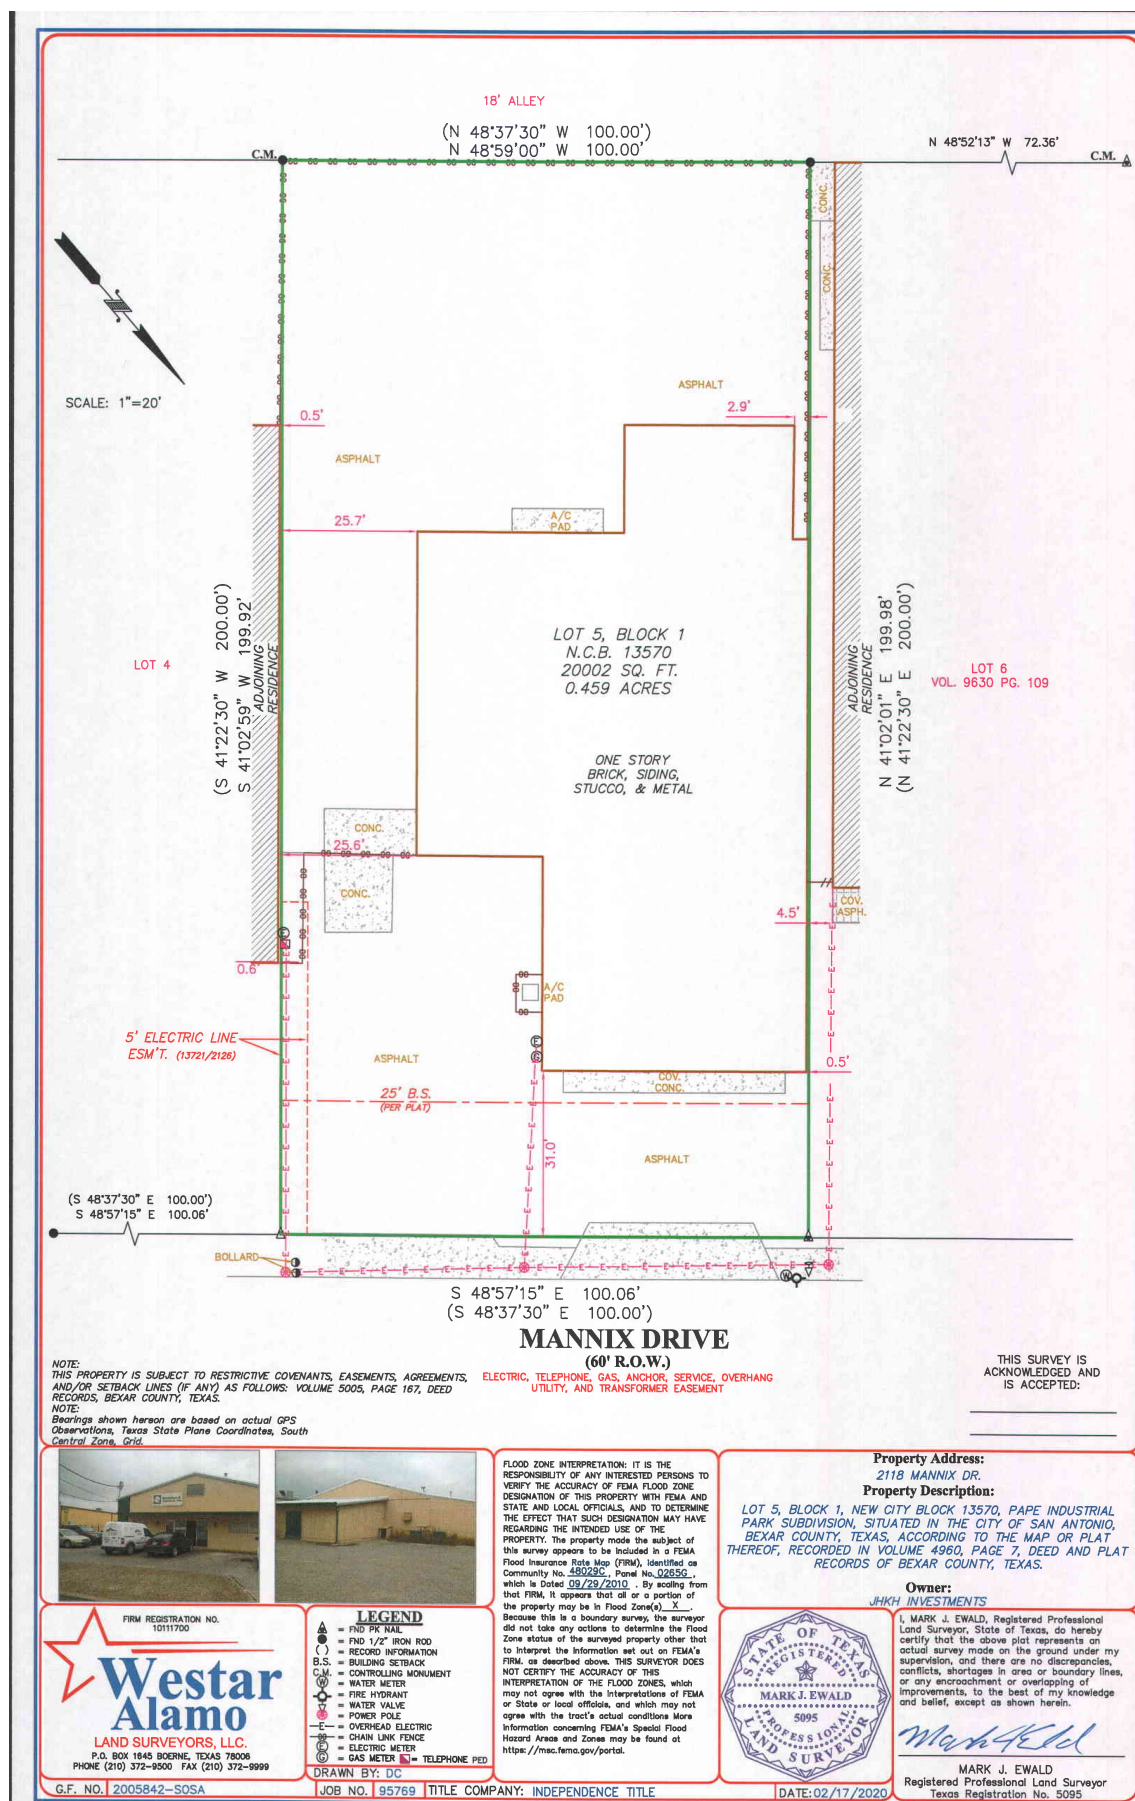 18' ALLEY
(N 48°37'30" W 100.00')
N 48°59'00" W 100.00'
N 48°52'13" W 72.36'
C.M.
C.M.
CONC.
CONC.
SCALE: 1"=20'
ASPHALT
0.5'
2.9'
ASPHALT
25.7'
A/C
PAD
(S 41°22'30" W 200.00')
S 41°02'59" W 199.92'
ADJOINING
RESIDENCE
LOT 4
LOT 5, BLOCK 1
N.C.B. 13570
20002 SQ. FT.
0.459 ACRES
ADJOINING
RESIDENCE
N 41°02'01" E 199.98'
(N 41°22'30" E 200.00')
LOT 6
VOL. 9630 PG. 109
ONE STORY
BRICK, SIDING,
STUCCO, & METAL
CONC.
25.6'
CONC.
COV.
ASPH.
4.5'
0.6'
A/C
PAD
E
G
5' ELECTRIC LINE
ESM'T. (13721/2126)
ASPHALT
0.5'
COV.
CONC.
25' B.S.
(PER PLAT)
31.0'
ASPHALT
(S 48°37'30" E 100.00')
S 48°57'15" E 100.06'
BOLLARD
W
S 48°57'15" E 100.06'
(S 48°37'30" E 100.00')
MANNIX DRIVE
(60' R.O.W.)
ELECTRIC, TELEPHONE, GAS, ANCHOR, SERVICE, OVERHANG
UTILITY, AND TRANSFORMER EASEMENT
NOTE:
THIS PROPERTY IS SUBJECT TO RESTRICTIVE COVENANTS, EASEMENTS, AGREEMENTS,
AND/OR SETBACK LINES (IF ANY) AS FOLLOWS: VOLUME 5005, PAGE 167, DEED
RECORDS, BEXAR COUNTY, TEXAS.
NOTE:
Bearings shown hereon are based on actual GPS
Observations, Texas State Plane Coordinates, South
Central Zone, Grid.
THIS SURVEY IS
ACKNOWLEDGED AND
IS ACCEPTED:
FLOOD ZONE INTERPRETATION: IT IS THE
RESPONSIBILITY OF ANY INTERESTED PERSONS TO
VERIFY THE ACCURACY OF FEMA FLOOD ZONE
DESIGNATION OF THIS PROPERTY WITH FEMA AND
STATE AND LOCAL OFFICIALS, AND TO DETERMINE
THE EFFECT THAT SUCH DESIGNATION MAY HAVE
REGARDING THE INTENDED USE OF THE
PROPERTY. The property made the subject of
this survey appears to be included in a FEMA
Flood Insurance Rate Map (FIRM), identified as
Community No. 48029C, Panel No. 0265G,
which is Dated 09/29/2010. By scaling from
that FIRM, it appears that all or a portion of
the property may be in Flood Zone(s) X.
Because this is a boundary survey, the surveyor
did not take any actions to determine the Flood
Zone status of the surveyed property other that
to interpret the information set out on FEMA's
FIRM, as described above. THIS SURVEYOR DOES
NOT CERTIFY THE ACCURACY OF THIS
INTERPRETATION OF THE FLOOD ZONES, which
may not agree with the interpretations of FEMA
or State or local officials, and which may not
agree with the tract's actual conditions More
information concerning FEMA's Special Flood
Hazard Areas and Zones may be found at
https://msc.fema.gov/portal.
Property Address:
2118 MANNIX DR.
Property Description:
LOT 5, BLOCK 1, NEW CITY BLOCK 13570, PAPE INDUSTRIAL
PARK SUBDIVISION, SITUATED IN THE CITY OF SAN ANTONIO,
BEXAR COUNTY, TEXAS, ACCORDING TO THE MAP OR PLAT
THEREOF, RECORDED IN VOLUME 4960, PAGE 7, DEED AND PLAT
RECORDS OF BEXAR COUNTY, TEXAS.
Owner:
JHKH INVESTMENTS
FIRM REGISTRATION NO.
10111700
Westar
Alamo
LAND SURVEYORS, LLC.
P.O. BOX 1645 BOERNE, TEXAS 78006
PHONE (210) 372-9500 FAX (210) 372-9999
LEGEND
= FND PK NAIL
= FND 1/2" IRON ROD
( ) = RECORD INFORMATION
B.S. = BUILDING SETBACK
C.M. = CONTROLLING MONUMENT
W = WATER METER
= FIRE HYDRANT
= WATER VALVE
= POWER POLE
—E— = OVERHEAD ELECTRIC
= CHAIN LINK FENCE
E = ELECTRIC METER
G = GAS METER = TELEPHONE PED
DRAWN BY: DC
STATE OF TEXAS
REGISTERED
MARK J. EWALD
5095
PROFESSIONAL
LAND SURVEYOR
I, MARK J. EWALD, Registered Professional
Land Surveyor, State of Texas, do hereby
certify that the above plat represents an
actual survey made on the ground under my
supervision, and there are no discrepancies,
conflicts, shortages in area or boundary lines,
or any encroachment or overlapping of
improvements, to the best of my knowledge
and belief, except as shown herein.
MARK J. EWALD
Registered Professional Land Surveyor
Texas Registration No. 5095
G.F. NO. 2005842-SOSA
JOB NO. 95769
TITLE COMPANY: INDEPENDENCE TITLE
DATE: 02/17/2020